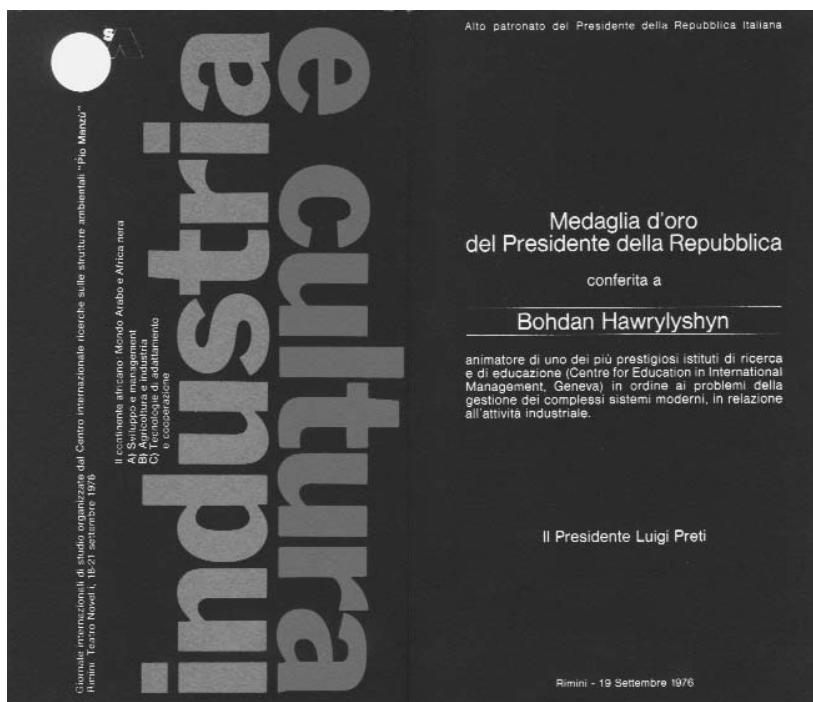 Giornate internazionali di studio organizzate dal Centro internazionale ricerche sulle strutture ambientali "Pio Manzù"
Rimini Teatro Novelli, 18-21 settembre 1976
Il continente africano: Mondo Arabo e Africa nera
A) Sviluppo e management
B) Agricoltura e industria
C) Tecnologie di adattamento
e cooperazione
industria
e cultura
Alto patronato del Presidente della Repubblica Italiana
Medaglia d'oro
del Presidente della Repubblica
conferita a
Bohdan Hawrylyshyn
animatore di uno dei più prestigiosi istituti di ricerca
e di educazione (Centre for Education in International
Management, Geneva) in ordine ai problemi della
gestione dei complessi sistemi moderni, in relazione
all'attività industriale.
Il Presidente Luigi Preti
Rimini - 19 Settembre 1976